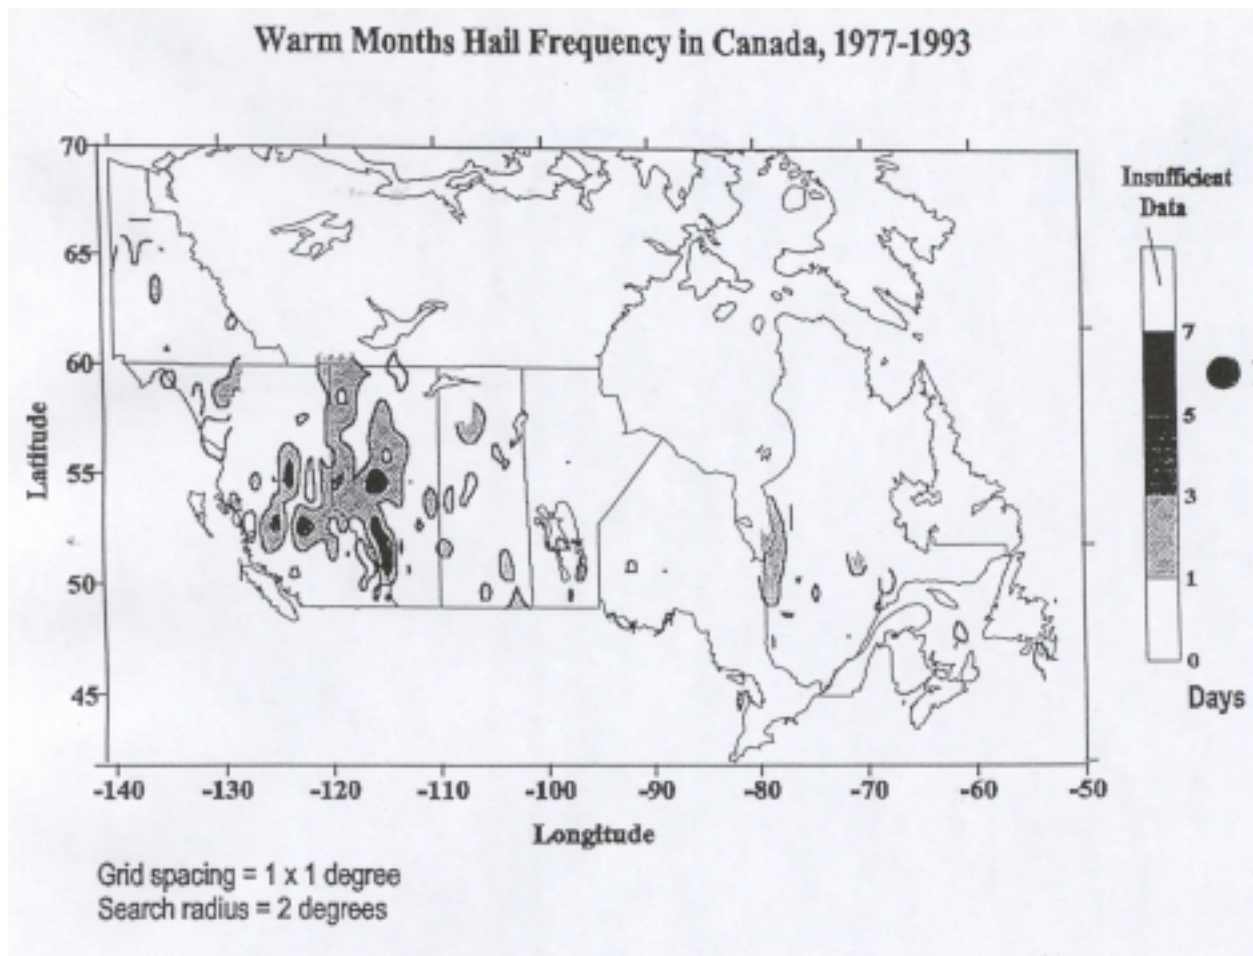 Warm Months Hail Frequency in Canada, 1977-1993
70
65
60
55
50
45
Latitude
-140 -130 -120 -110 -100 -90 -80 -70 -60 -50
Longitude
Insufficient
Data
7
5
3
1
0
Days
Grid spacing = 1 x 1 degree
Search radius = 2 degrees